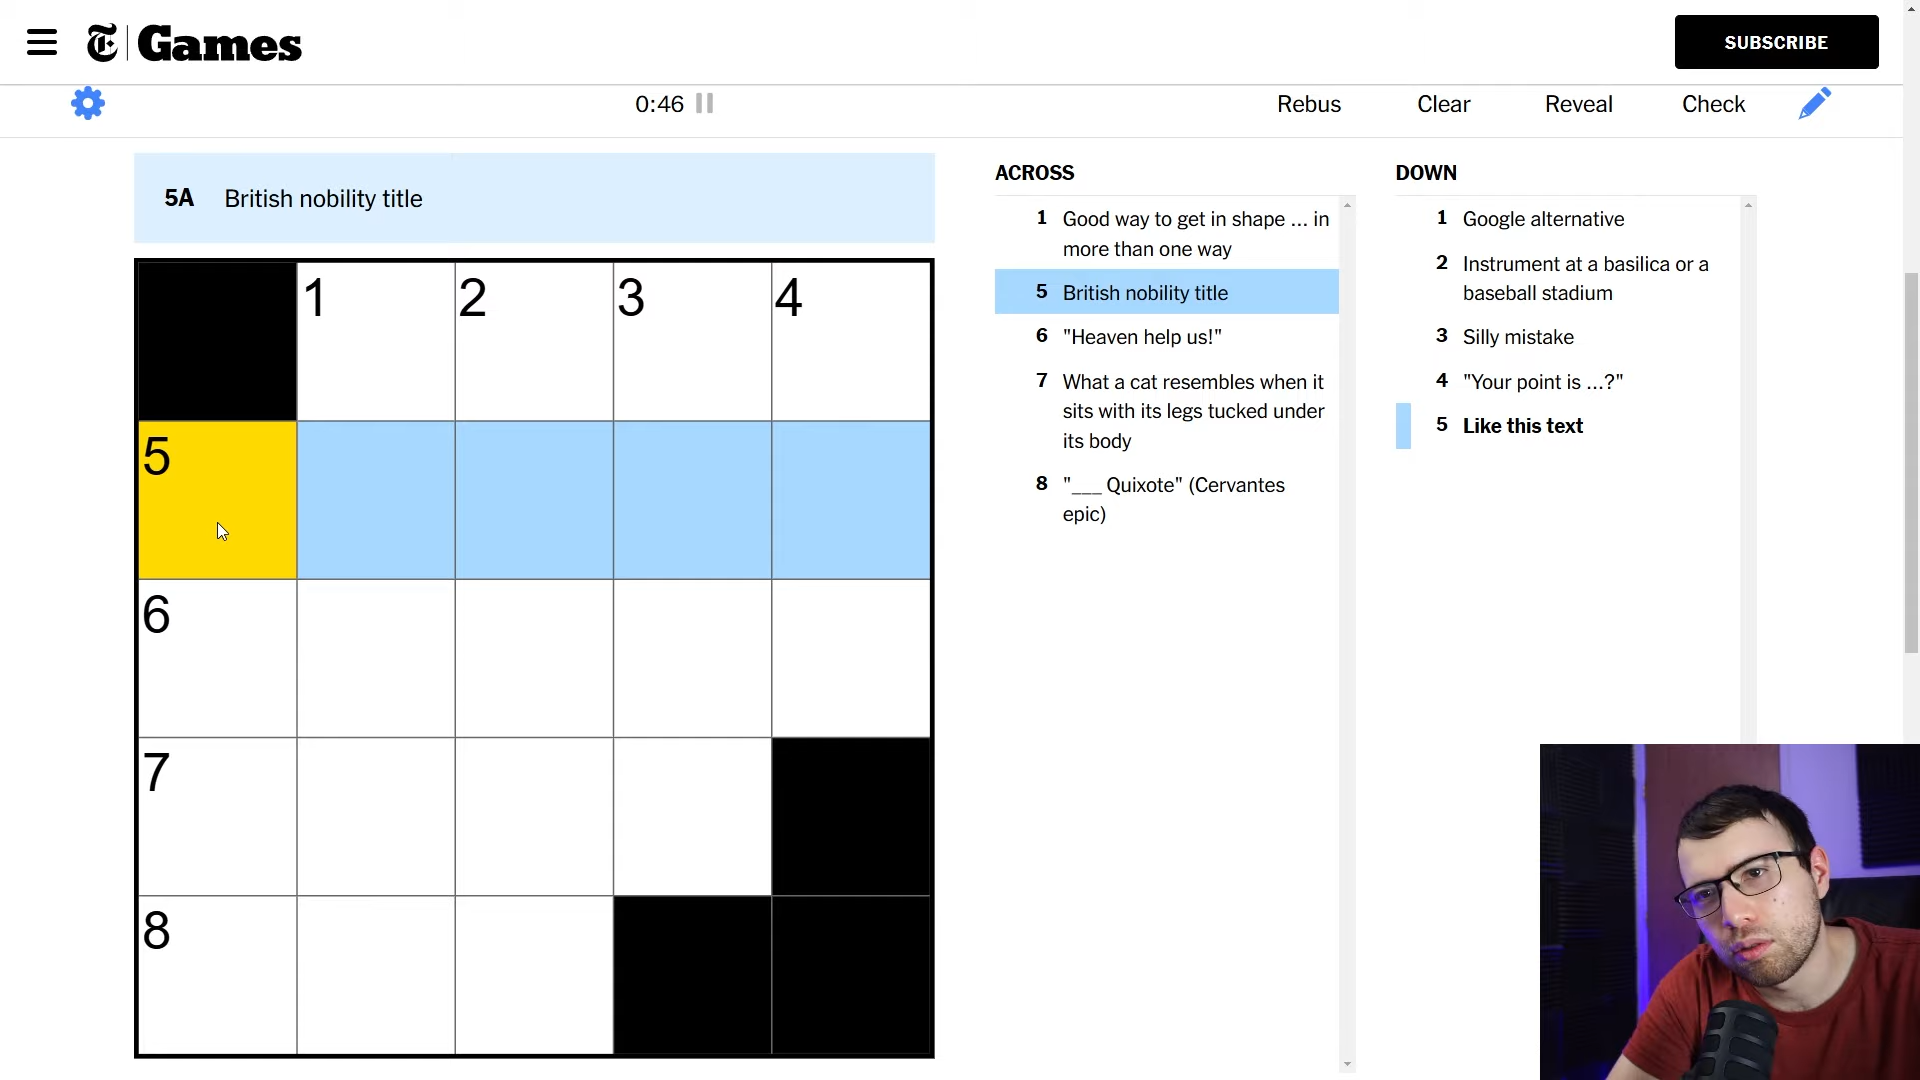 Games
SUBSCRIBE
0:46
Rebus
Clear
Reveal
Check
5A British nobility title
1 2 3 4
5
6
7
8
ACROSS
1 Good way to get in shape ... in
more than one way
5 British nobility title
6 "Heaven help us!"
7 What a cat resembles when it
sits with its legs tucked under
its body
8 "___ Quixote" (Cervantes
epic)
DOWN
1 Google alternative
2 Instrument at a basilica or a
baseball stadium
3 Silly mistake
4 "Your point is ...?"
5 Like this text